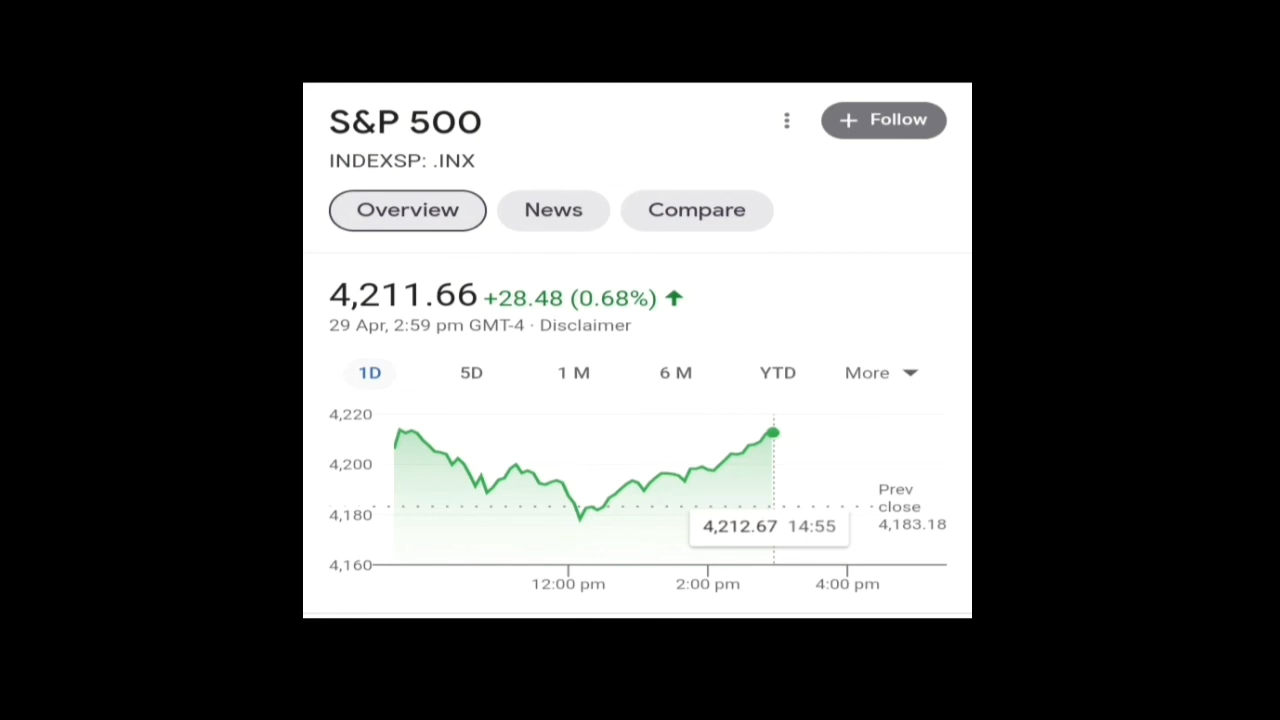 S&P 500
+ Follow
INDEXSP: .INX
Overview
News
Compare
4,211.66 +28.48 (0.68%)
29 Apr, 2:59 pm GMT-4 · Disclaimer
1D
5D
1 M
6 M
YTD
More
4,220
4,200
4,180
4,160
Prev
close
4,183.18
4,212.67 14:55
12:00 pm
2:00 pm
4:00 pm